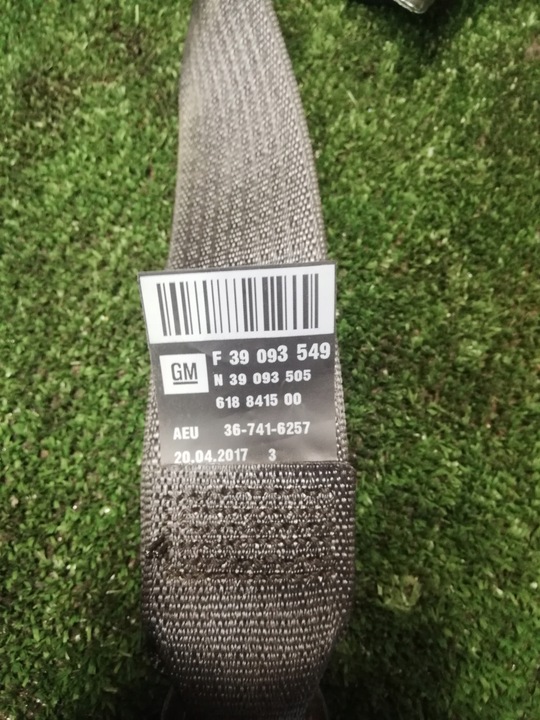 F 39 093 549
GM N 39 093 505
618 8415 00
AEU 36-741-6257
20.04.2017 3